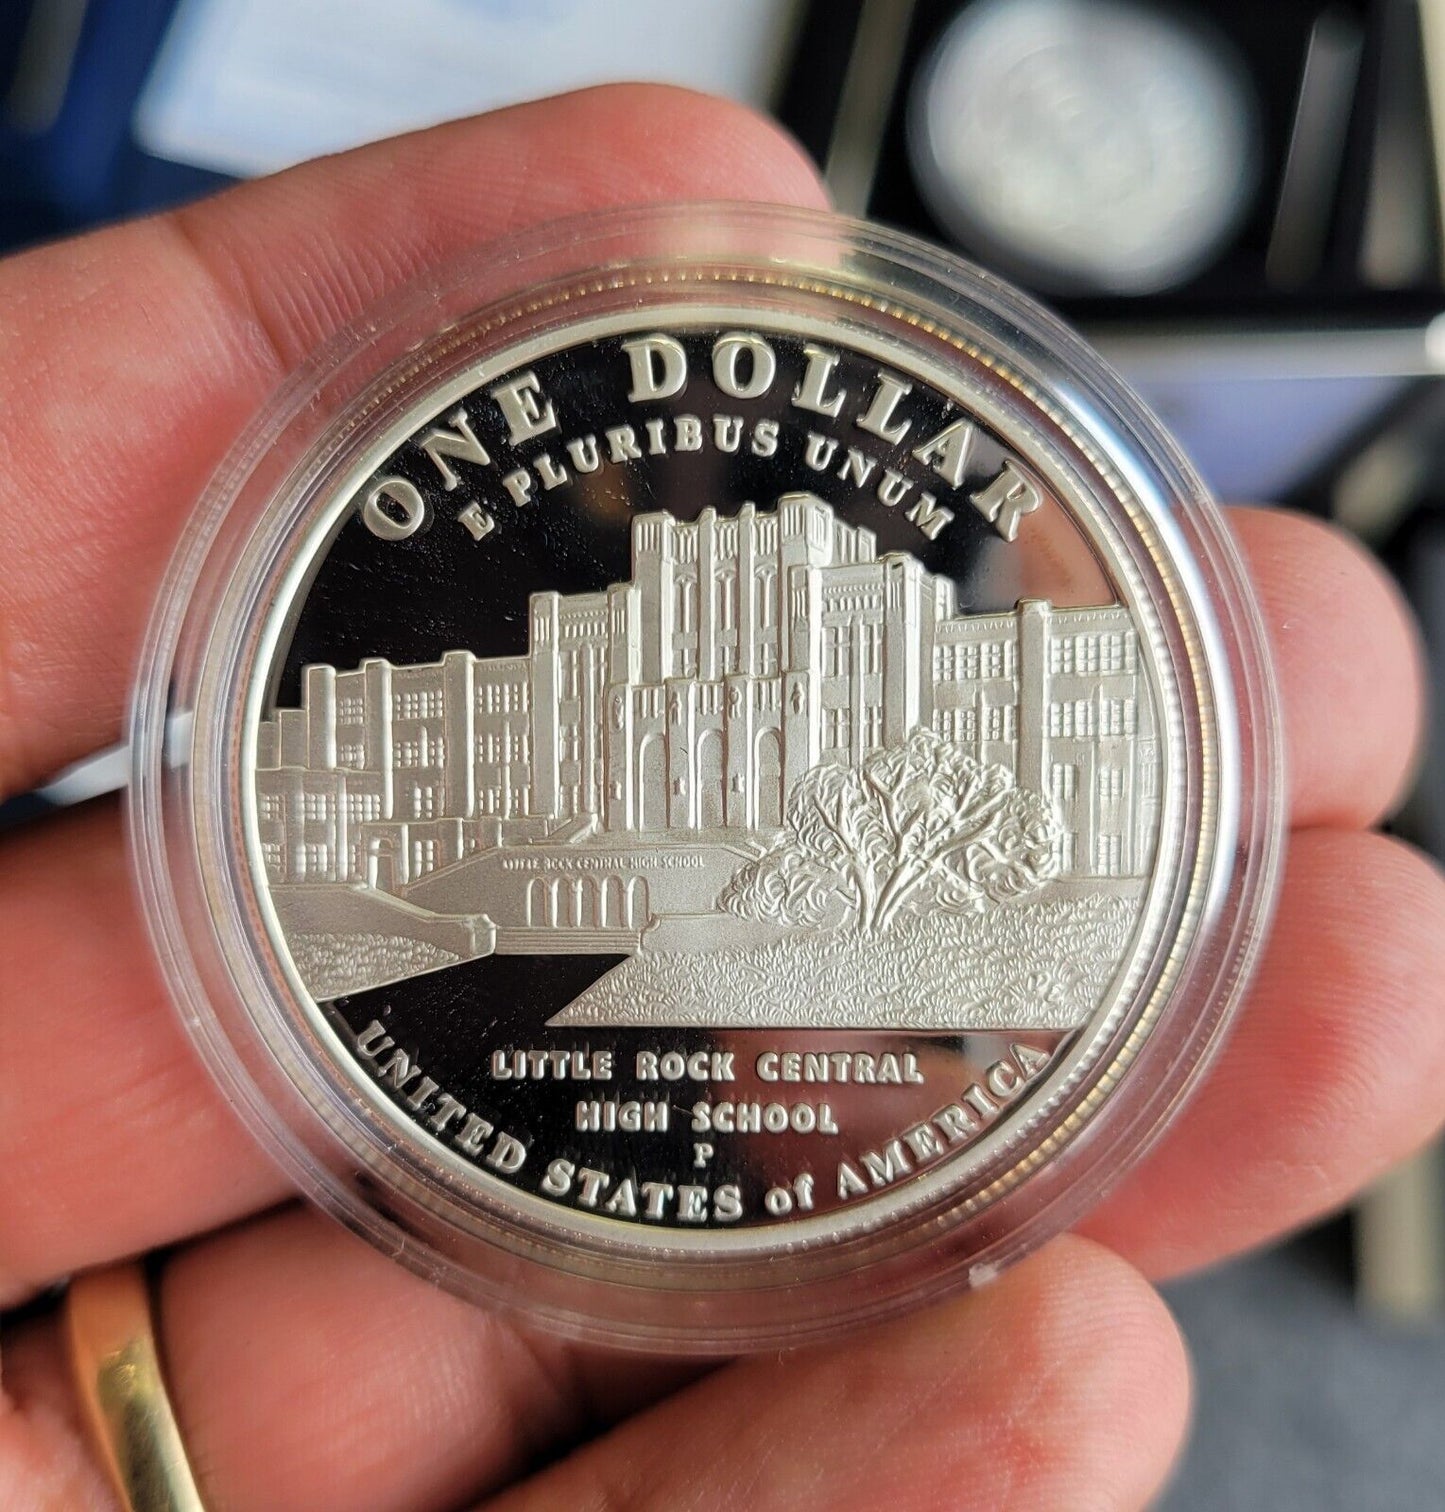 ONE DOLLAR
E PLURIBUS UNUM
LITTLE ROCK CENTRAL HIGH SCHOOL
LITTLE ROCK CENTRAL
HIGH SCHOOL
P
UNITED STATES of AMERICA